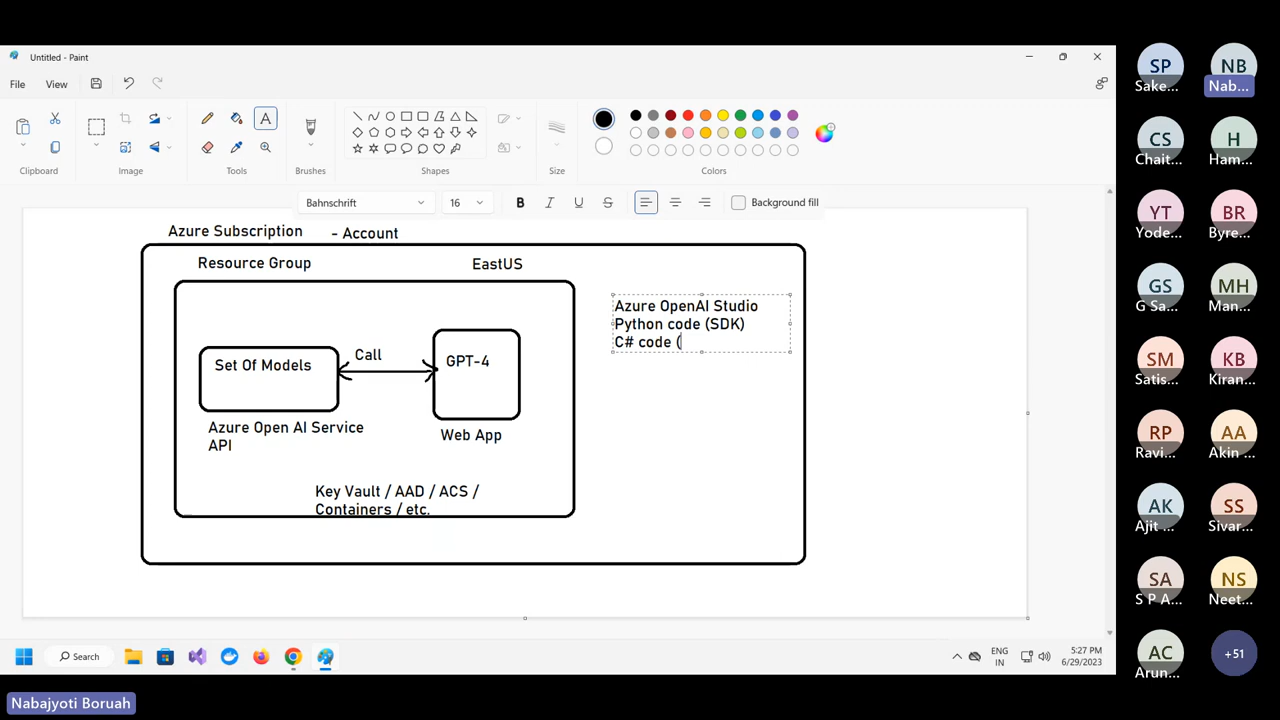 Untitled - Paint
File
View
Clipboard
Image
Tools
Brushes
Shapes
Size
Colors
Bahnschrift
16
Background fill
Azure Subscription
- Account
Resource Group
EastUS
Azure OpenAI Studio
Python code (SDK)
C# code (
Set Of Models
Call
GPT-4
Azure Open AI Service
API
Web App
Key Vault / AAD / ACS /
Containers / etc.
Search
ENG
IN
5:27 PM
6/29/2023
Nabajyoti Boruah
SP
Sake...
NB
Nab...
CS
Chait...
H
Ham...
YT
Yode...
BR
Byre...
GS
G Sa...
MH
Man...
SM
Satis...
KB
Kiran...
RP
Ravi...
AA
Akin ...
AK
Ajit ...
SS
Sivar...
SA
S P A...
NS
Neet...
AC
Arun...
+51